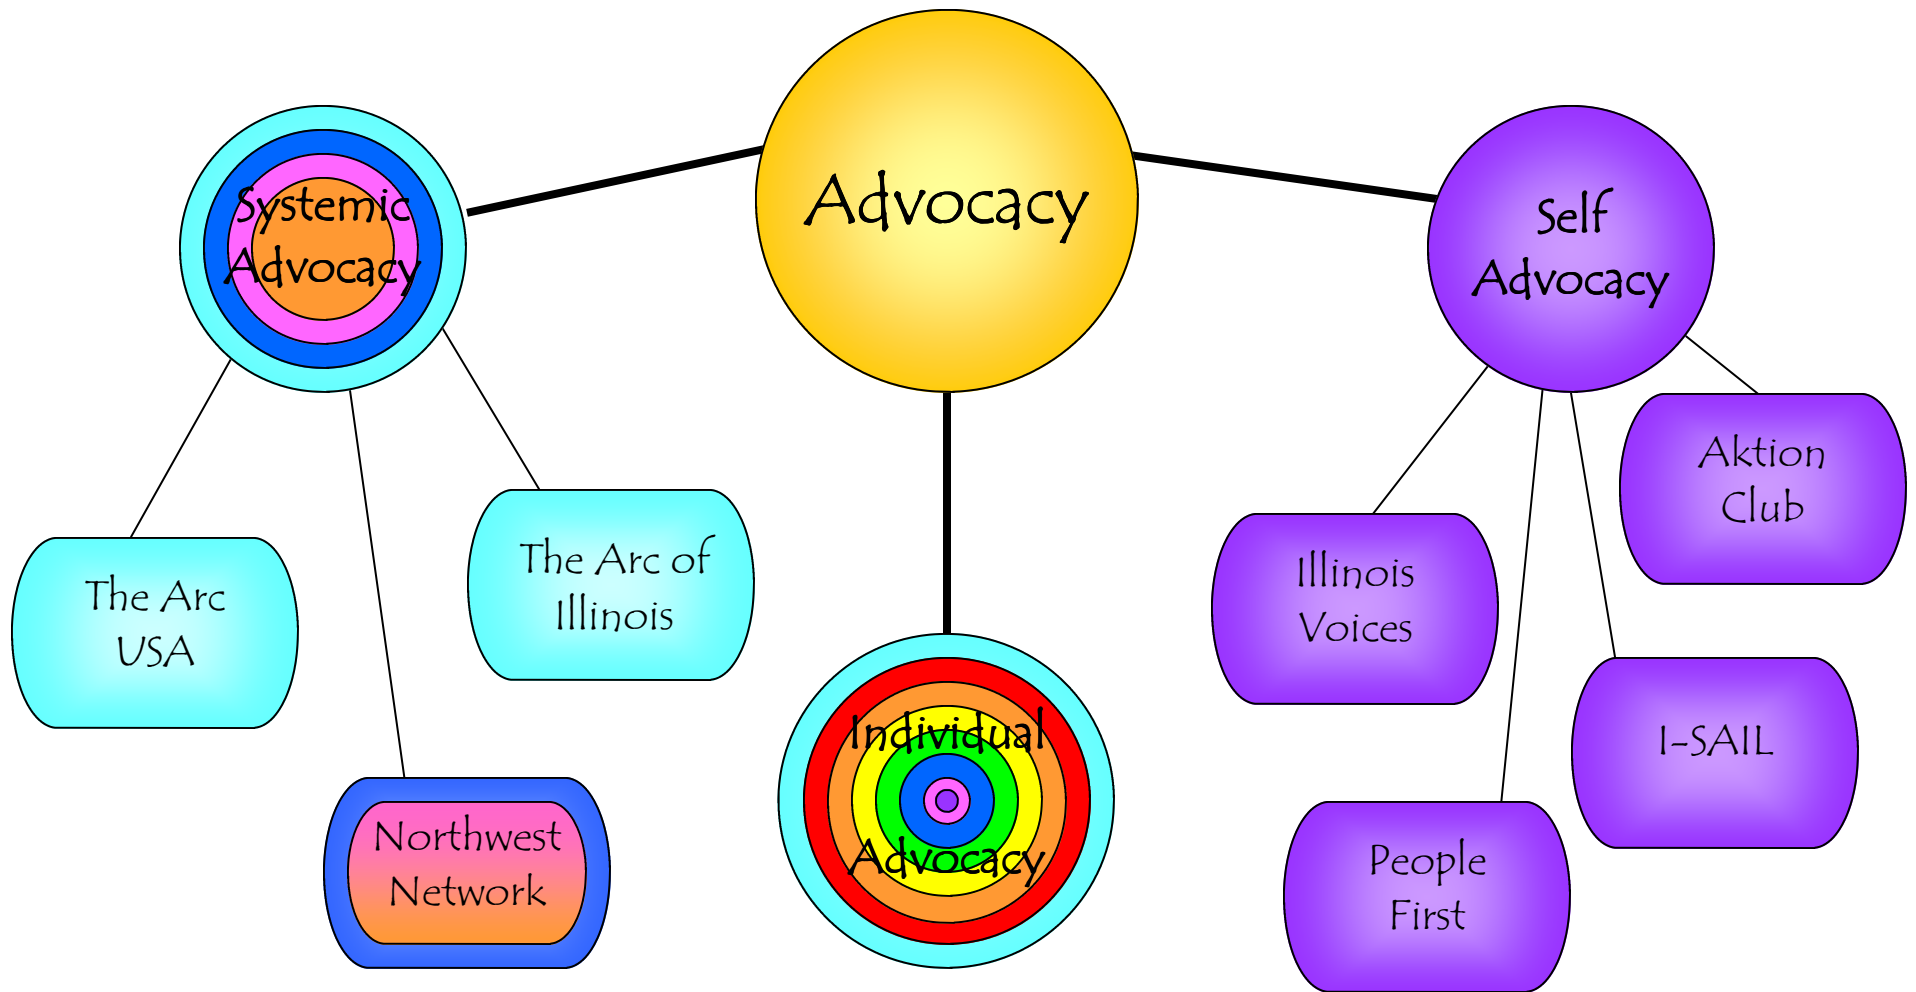 Advocacy
Systemic
Advocacy
Self
Advocacy
Individual
Advocacy
The Arc
USA
Northwest
Network
The Arc of
Illinois
Illinois
Voices
People
First
I-SAIL
Aktion
Club